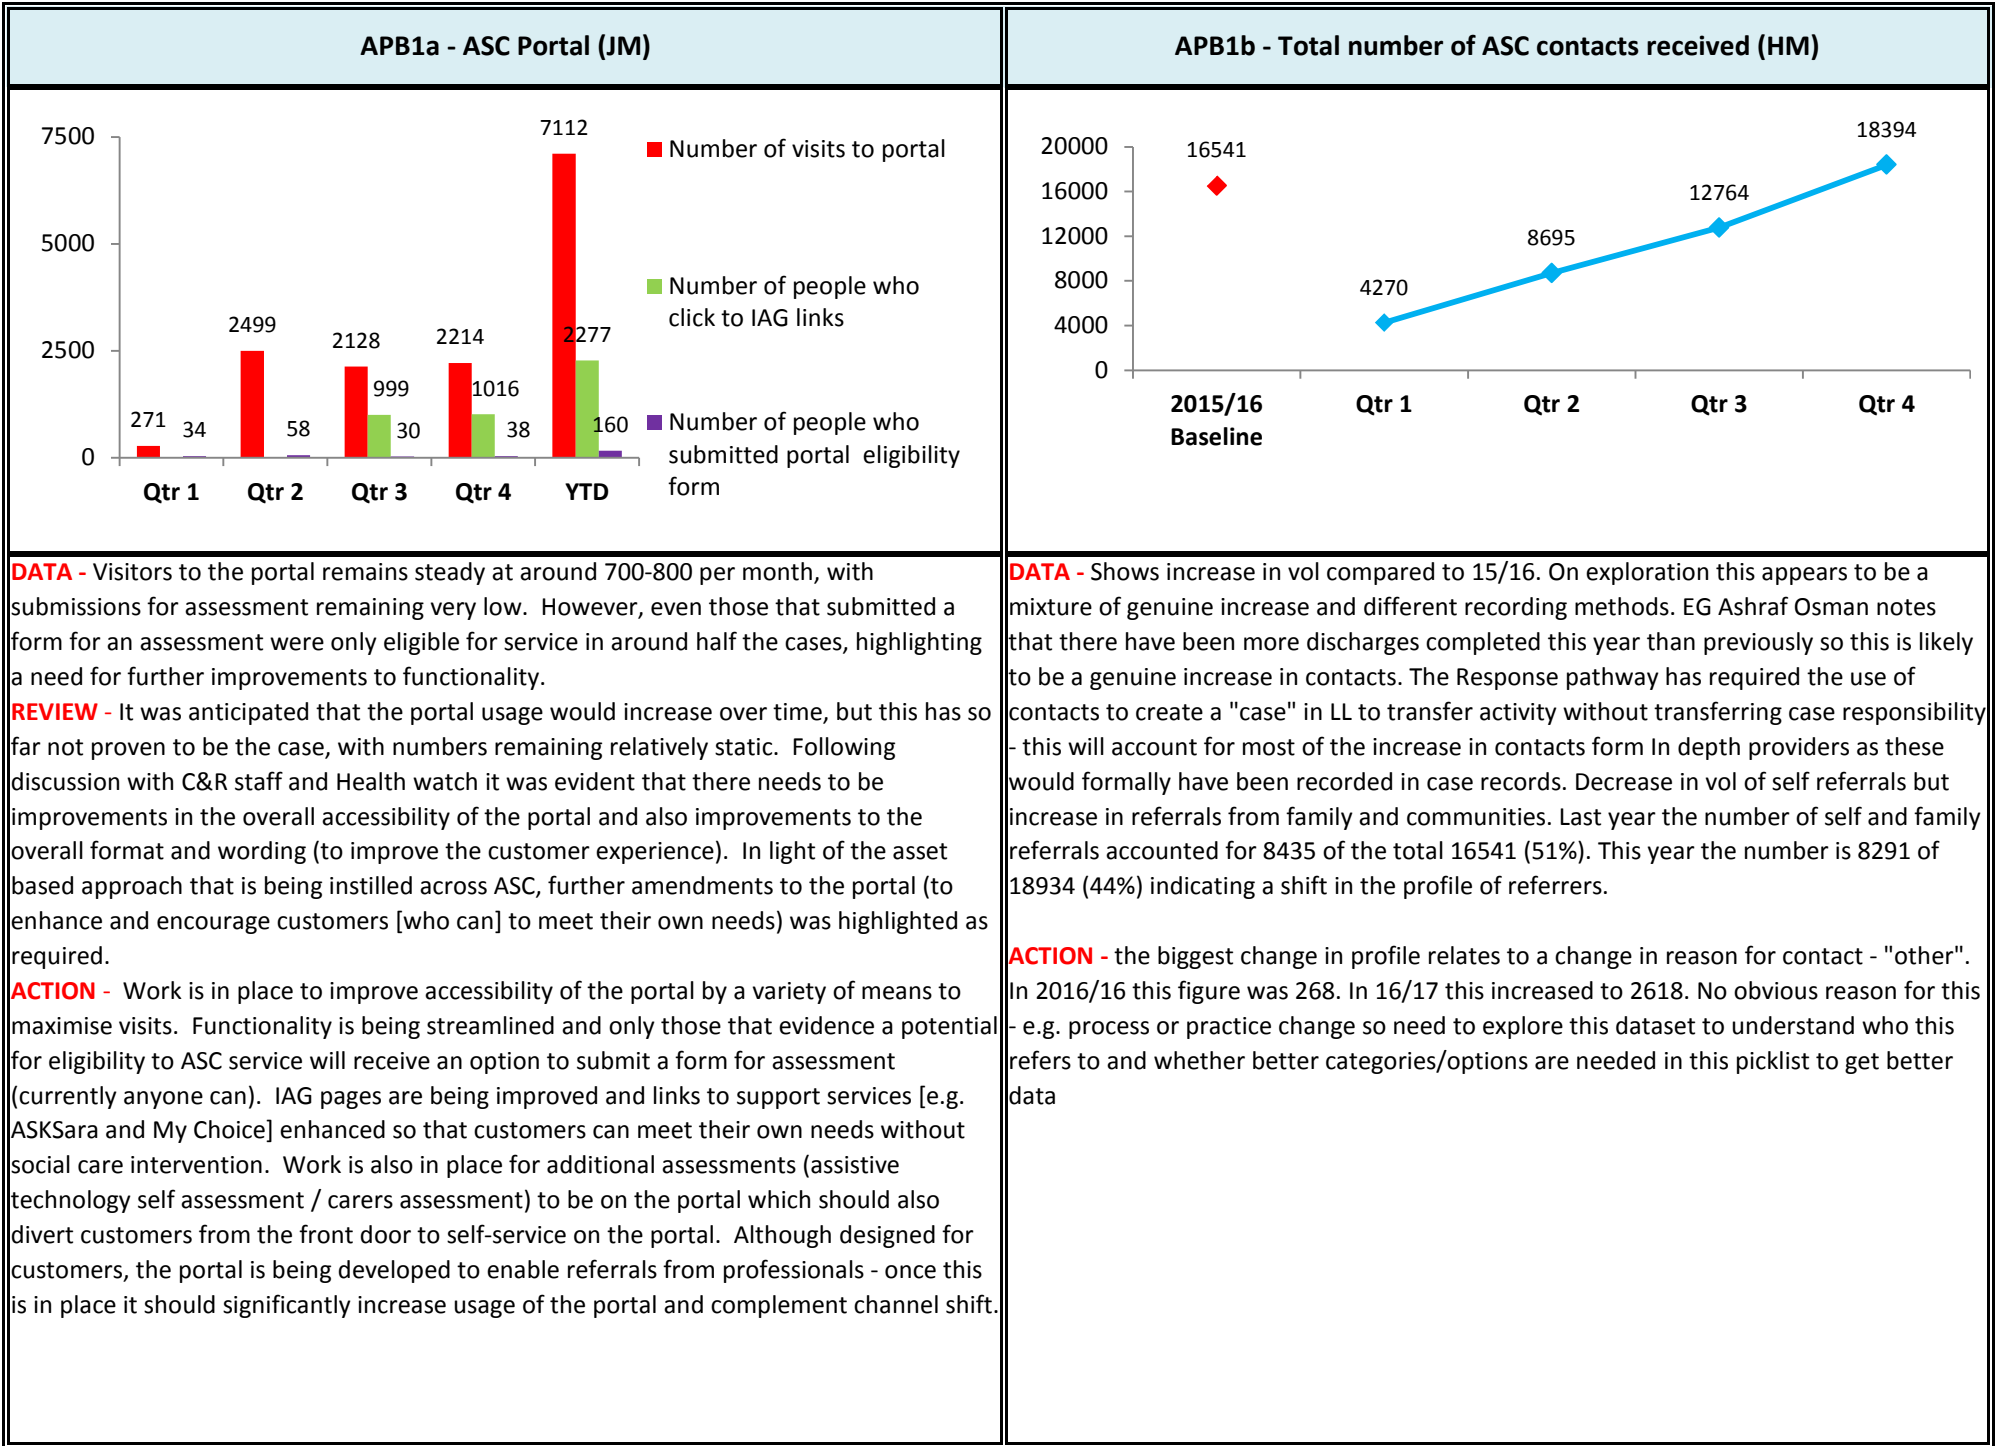 APB1a - ASC Portal (JM)
7500
5000
2500
0
271
34
2499
58
2128
999
30
2214
1016
38
7112
2277
160
Qtr 1
Qtr 2
Qtr 3
Qtr 4
YTD
Number of visits to portal
Number of people who
click to IAG links
Number of people who
submitted portal eligibility
form
DATA - Visitors to the portal remains steady at around 700-800 per month, with
submissions for assessment remaining very low. However, even those that submitted a
form for an assessment were only eligible for service in around half the cases, highlighting
a need for further improvements to functionality.
REVIEW - It was anticipated that the portal usage would increase over time, but this has so
far not proven to be the case, with numbers remaining relatively static. Following
discussion with C&R staff and Health watch it was evident that there needs to be
improvements in the overall accessibility of the portal and also improvements to the
overall format and wording (to improve the customer experience). In light of the asset
based approach that is being instilled across ASC, further amendments to the portal (to
enhance and encourage customers [who can] to meet their own needs) was highlighted as
required.
ACTION - Work is in place to improve accessibility of the portal by a variety of means to
maximise visits. Functionality is being streamlined and only those that evidence a potential
for eligibility to ASC service will receive an option to submit a form for assessment
(currently anyone can). IAG pages are being improved and links to support services [e.g.
ASKSara and My Choice] enhanced so that customers can meet their own needs without
social care intervention. Work is also in place for additional assessments (assistive
technology self assessment / carers assessment) to be on the portal which should also
divert customers from the front door to self-service on the portal. Although designed for
customers, the portal is being developed to enable referrals from professionals - once this
is in place it should significantly increase usage of the portal and complement channel shift.
APB1b - Total number of ASC contacts received (HM)
20000
16000
12000
8000
4000
0
16541
4270
8695
12764
18394
2015/16
Baseline
Qtr 1
Qtr 2
Qtr 3
Qtr 4
DATA - Shows increase in vol compared to 15/16. On exploration this appears to be a
mixture of genuine increase and different recording methods. EG Ashraf Osman notes
that there have been more discharges completed this year than previously so this is likely
to be a genuine increase in contacts. The Response pathway has required the use of
contacts to create a "case" in LL to transfer activity without transferring case responsibility
- this will account for most of the increase in contacts form In depth providers as these
would formally have been recorded in case records. Decrease in vol of self referrals but
increase in referrals from family and communities. Last year the number of self and family
referrals accounted for 8435 of the total 16541 (51%). This year the number is 8291 of
18934 (44%) indicating a shift in the profile of referrers.
ACTION - the biggest change in profile relates to a change in reason for contact - "other".
In 2016/16 this figure was 268. In 16/17 this increased to 2618. No obvious reason for this
- e.g. process or practice change so need to explore this dataset to understand who this
refers to and whether better categories/options are needed in this picklist to get better
data